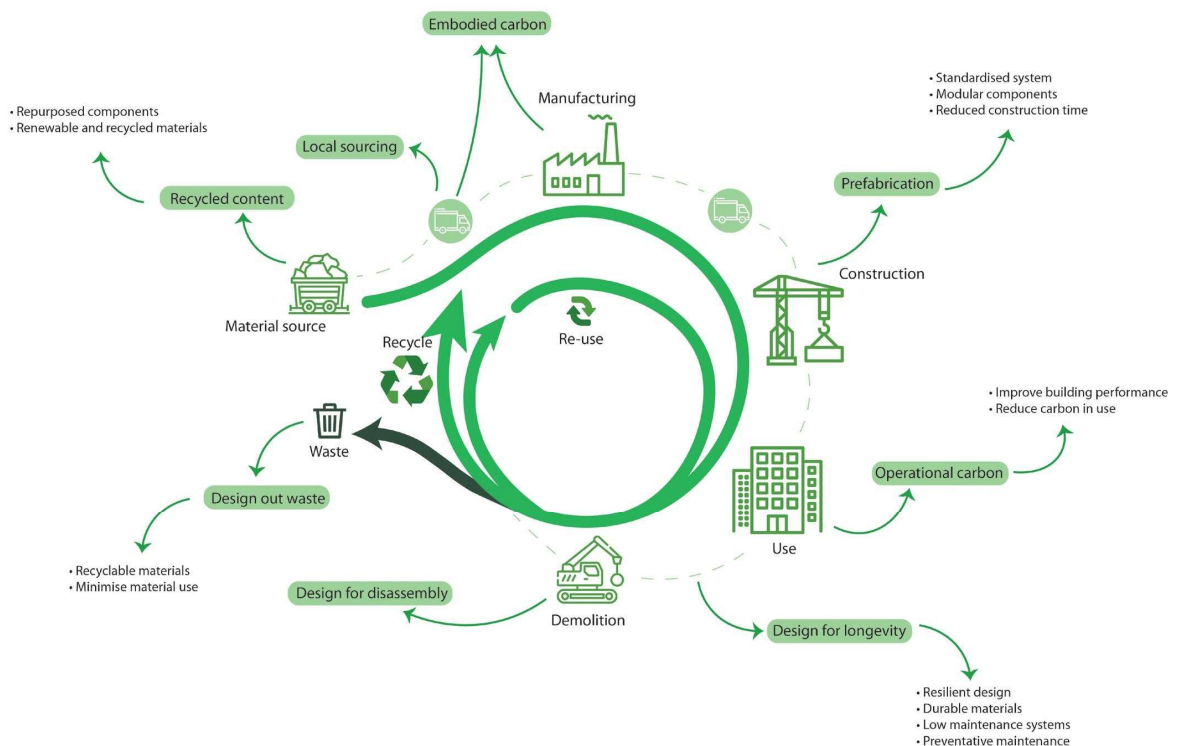 Embodied carbon
Manufacturing
• Standardised system
• Modular components
• Reduced construction time
• Repurposed components
• Renewable and recycled materials
Local sourcing
Prefabrication
Recycled content
Construction
Material source
Re-use
Recycle
• Improve building performance
• Reduce carbon in use
Waste
Operational carbon
Design out waste
Use
• Recyclable materials
• Minimise material use
Design for disassembly
Demolition
Design for longevity
• Resilient design
• Durable materials
• Low maintenance systems
• Preventative maintenance